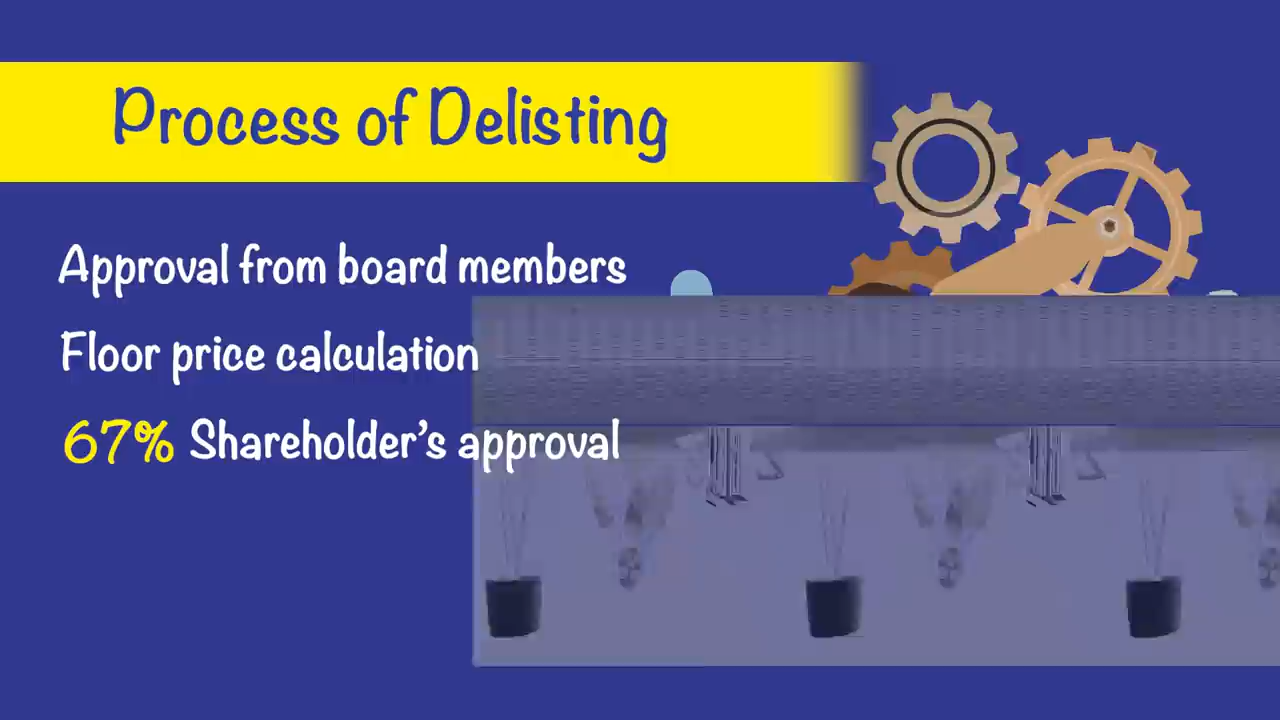 Process of Delisting
Approval from board members
Floor price calculation
67% Shareholder's approval